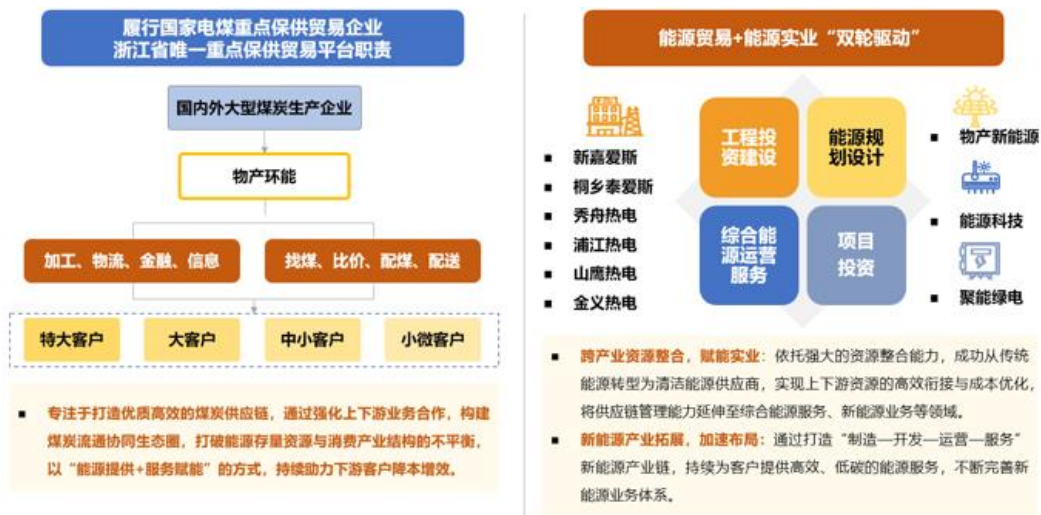 履行国家电煤重点保供贸易企业
浙江省唯一重点保供贸易平台职责
国内外大型煤炭生产企业
物产环能
加工、物流、金融、信息
找煤、比价、配煤、配送
特大客户
大客户
中小客户
小微客户
■ 专注于打造优质高效的煤炭供应链，通过强化上下游业务合作，构建
煤炭流通协同生态圈，打破能源存量资源与消费产业结构的不平衡，
以“能源提供+服务赋能”的方式，持续助力下游客户降本增效。
能源贸易+能源实业“双轮驱动”
■ 新嘉爱斯
■ 桐乡泰爱斯
■ 秀舟热电
■ 浦江热电
■ 山鹰热电
■ 金义热电
工程投
资建设
能源规
划设计
综合能
源运营
服务
项目
投资
■ 物产新能源
■ 能源科技
■ 聚能绿电
■ 跨产业资源整合，赋能实业：依托强大的资源整合能力，成功从传统
能源转型为清洁能源供应商，实现上下游资源的高效衔接与成本优化，
将供应链管理能力延伸至综合能源服务、新能源业务等领域。
■ 新能源产业拓展，加速布局：通过打造“制造—开发—运营—服务”
新能源产业链，持续为客户提供高效、低碳的能源服务，不断完善新
能源业务体系。